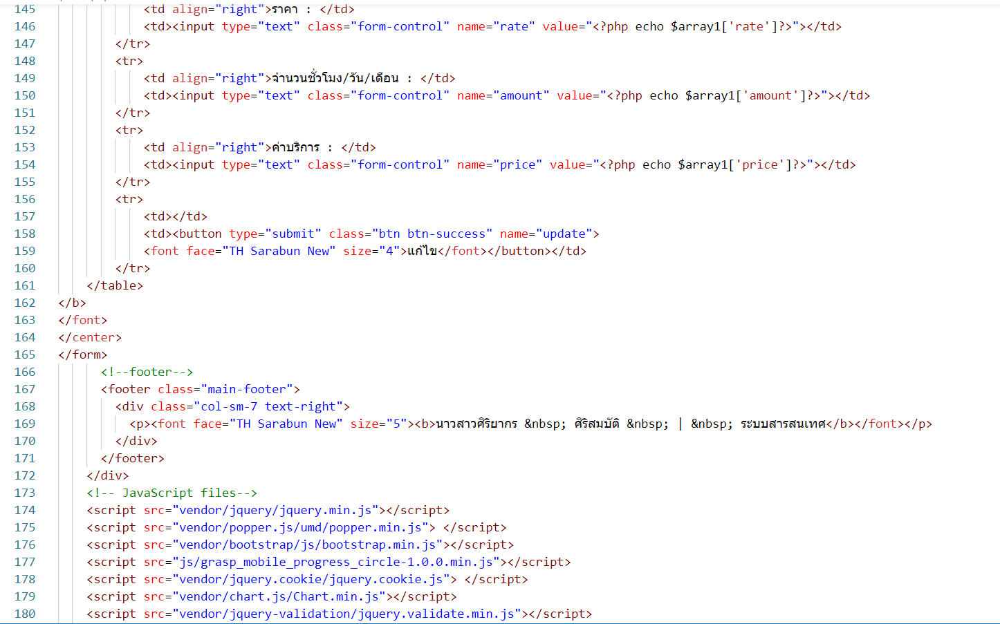 145 <td align="right">ราคา : </td>
146 <td><input type="text" class="form-control" name="rate" value="<?php echo $array1['rate']?>"></td>
147 </tr>
148 <tr>
149 <td align="right">จำนวนชั่วโมง/วัน/เดือน : </td>
150 <td><input type="text" class="form-control" name="amount" value="<?php echo $array1['amount']?>"></td>
151 </tr>
152 <tr>
153 <td align="right">ค่าบริการ : </td>
154 <td><input type="text" class="form-control" name="price" value="<?php echo $array1['price']?>"></td>
155 </tr>
156 <tr>
157 <td></td>
158 <td><button type="submit" class="btn btn-success" name="update">
159 <font face="TH Sarabun New" size="4">แก้ไข</font></button></td>
160 </tr>
161 </table>
162 </b>
163 </font>
164 </center>
165 </form>
166 <!--footer-->
167 <footer class="main-footer">
168 <div class="col-sm-7 text-right">
169 <p><font face="TH Sarabun New" size="5"><b>นาวสาวศิริยากร &nbsp; ศิริสมบัติ &nbsp; | &nbsp; ระบบสารสนเทศ</b></font></p>
170 </div>
171 </footer>
172 </div>
173 <!-- JavaScript files-->
174 <script src="vendor/jquery/jquery.min.js"></script>
175 <script src="vendor/popper.js/umd/popper.min.js"> </script>
176 <script src="vendor/bootstrap/js/bootstrap.min.js"></script>
177 <script src="js/grasp_mobile_progress_circle-1.0.0.min.js"></script>
178 <script src="vendor/jquery.cookie/jquery.cookie.js"> </script>
179 <script src="vendor/chart.js/Chart.min.js"></script>
180 <script src="vendor/jquery-validation/jquery.validate.min.js"></script>